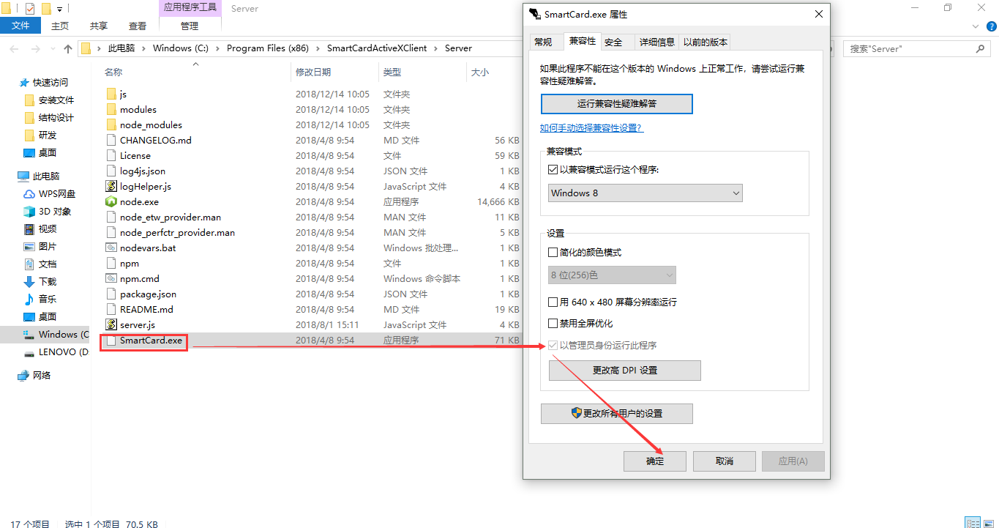 应用程序工具 Server
文件 主页 共享 查看 管理
此电脑 Windows (C:) Program Files (x86) SmartCardActiveXClient Server
搜索"Server"
快速访问
安装文件
结构设计
研发
桌面
此电脑
WPS网盘
3D 对象
视频
图片
文档
下载
音乐
桌面
Windows (C
LENOVO (D
网络
名称 修改日期 类型 大小
js 2018/12/14 10:05 文件夹
modules 2018/12/14 10:05 文件夹
node_modules 2018/12/14 10:05 文件夹
CHANGELOG.md 2018/4/8 9:54 MD 文件 56 KB
License 2018/4/8 9:54 文件 59 KB
log4js.json 2018/4/8 9:54 JSON 文件 1 KB
logHelper.js 2018/4/8 9:54 JavaScript 文件 4 KB
node.exe 2018/4/8 9:54 应用程序 14,666 KB
node_etw_provider.man 2018/4/8 9:54 MAN 文件 11 KB
node_perfctr_provider.man 2018/4/8 9:54 MAN 文件 5 KB
nodevars.bat 2018/4/8 9:54 Windows 批处理... 1 KB
npm 2018/4/8 9:54 文件 1 KB
npm.cmd 2018/4/8 9:54 Windows 命令脚本 1 KB
package.json 2018/4/8 9:54 JSON 文件 1 KB
README.md 2018/4/8 9:54 MD 文件 19 KB
server.js 2018/8/1 15:11 JavaScript 文件 4 KB
SmartCard.exe 2018/4/8 9:54 应用程序 71 KB
17 个项目 选中 1 个项目 70.5 KB
SmartCard.exe 属性
常规 兼容性 安全 详细信息 以前的版本
如果此程序不能在这个版本的 Windows 上正常工作，请尝试运行兼
容性疑难解答。
运行兼容性疑难解答
如何手动选择兼容性设置？
兼容模式
以兼容模式运行这个程序:
Windows 8
设置
简化的颜色模式
8 位(256)色
用 640 x 480 屏幕分辨率运行
禁用全屏优化
以管理员身份运行此程序
更改高 DPI 设置
更改所有用户的设置
确定 取消 应用(A)